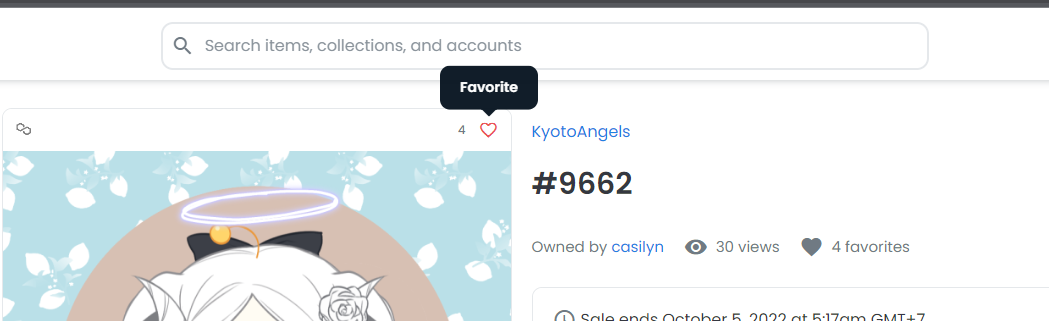 Search items, collections, and accounts
Favorite
4
KyotoAngels
#9662
Owned by casilyn 30 views 4 favorites
Sale ends October 5, 2022 at 5:17am GMT+7